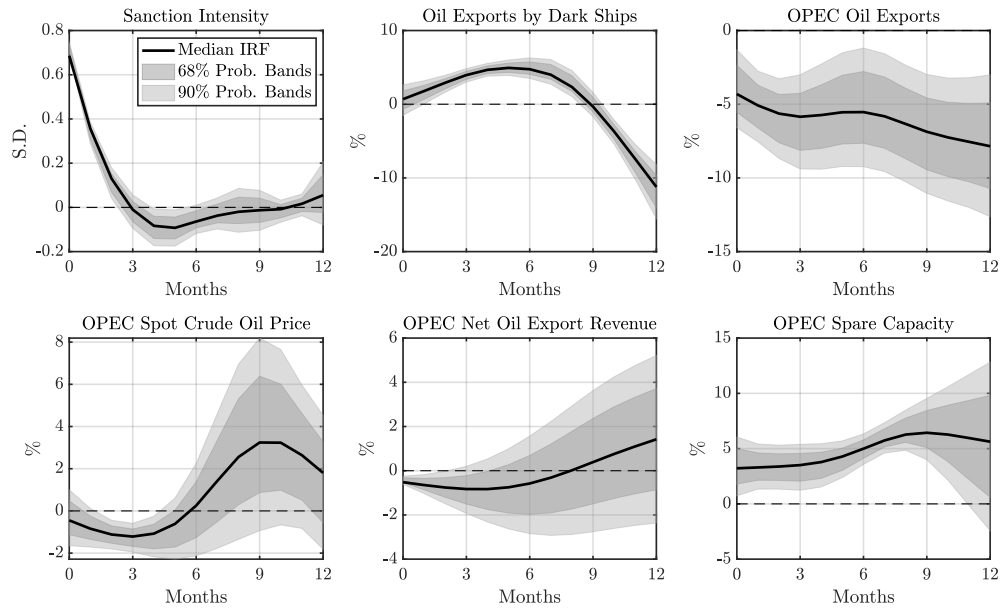 Sanction Intensity
0.8
0.6
0.4
0.2
0
-0.2
S.D.
Median IRF
68% Prob. Bands
90% Prob. Bands
0 3 6 9 12
Months
Oil Exports by Dark Ships
10
0
-10
-20
%
0 3 6 9 12
Months
OPEC Oil Exports
0
-5
-10
-15
%
0 3 6 9 12
Months
OPEC Spot Crude Oil Price
8
6
4
2
0
-2
%
0 3 6 9 12
Months
OPEC Net Oil Export Revenue
6
4
2
0
-2
-4
%
0 3 6 9 12
Months
OPEC Spare Capacity
15
10
5
0
-5
%
0 3 6 9 12
Months